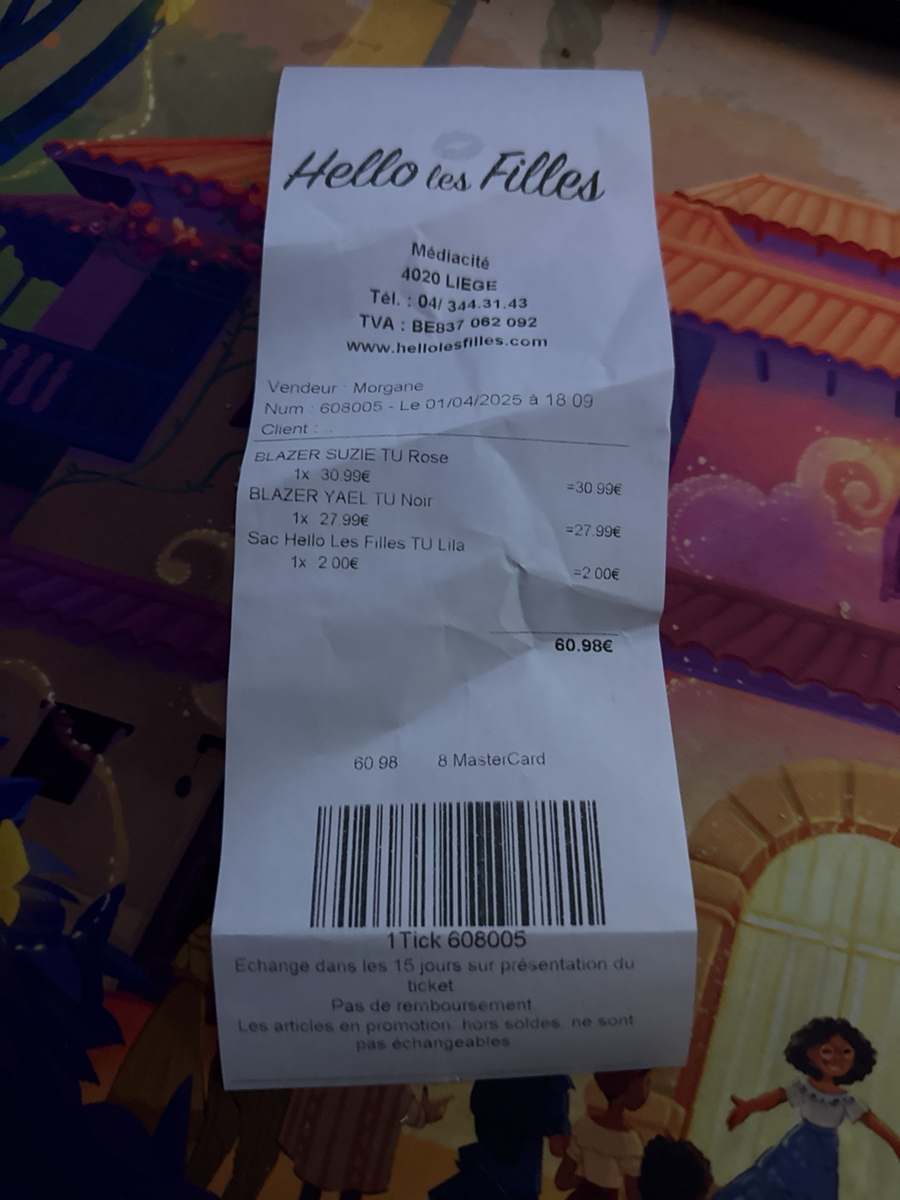 Hello les Filles
Médiacité
4020 LIEGE
Tél. : 04/ 344.31.43
TVA : BE837 062 092
www.hellolesfilles.com
Vendeur : Morgane
Num : 608005 - Le 01/04/2025 à 18:09
Client :
BLAZER SUZIE TU Rose
1x 30.99€ =30.99€
BLAZER YAEL TU Noir
1x 27.99€ =27.99€
Sac Hello Les Filles TU Lila
1x 2.00€ =2.00€
60.98€
60.98 8 MasterCard
1Tick 608005
Echange dans les 15 jours sur présentation du
ticket
Pas de remboursement.
Les articles en promotion, hors soldes, ne sont
pas échangeables